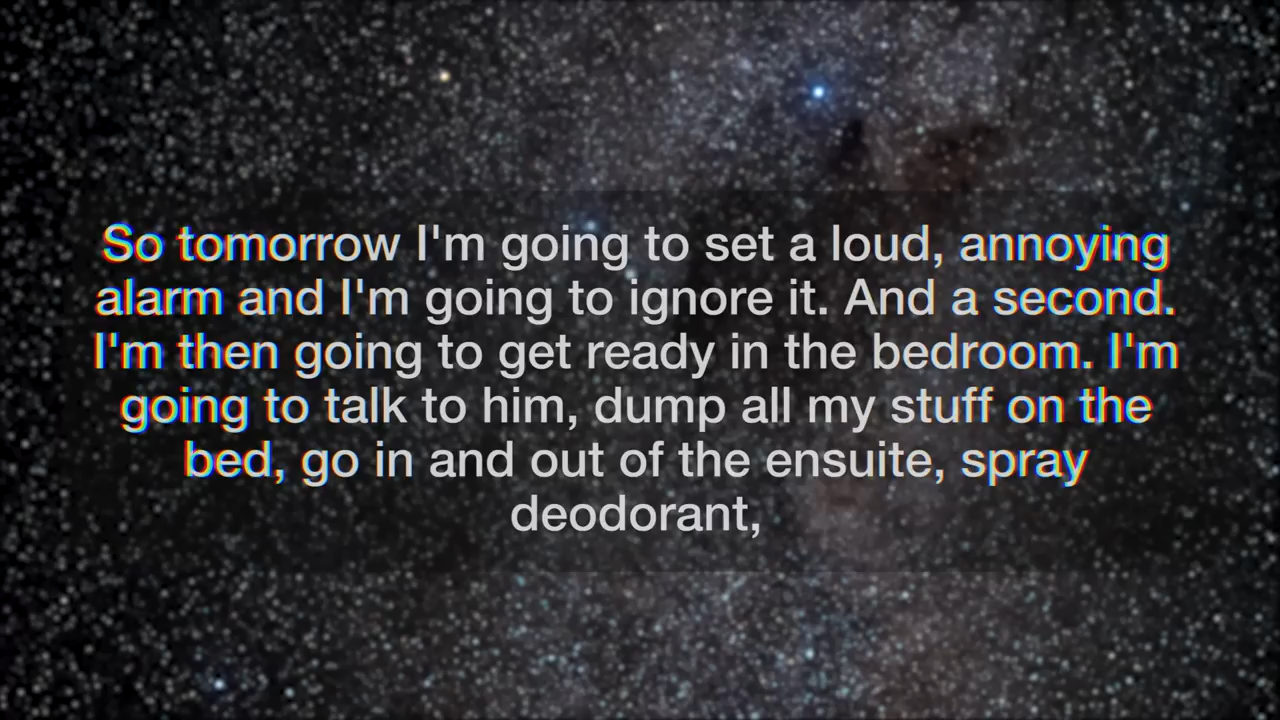 So tomorrow I'm going to set a loud, annoying
alarm and I'm going to ignore it. And a second.
I'm then going to get ready in the bedroom. I'm
going to talk to him, dump all my stuff on the
bed, go in and out of the ensuite, spray
deodorant,